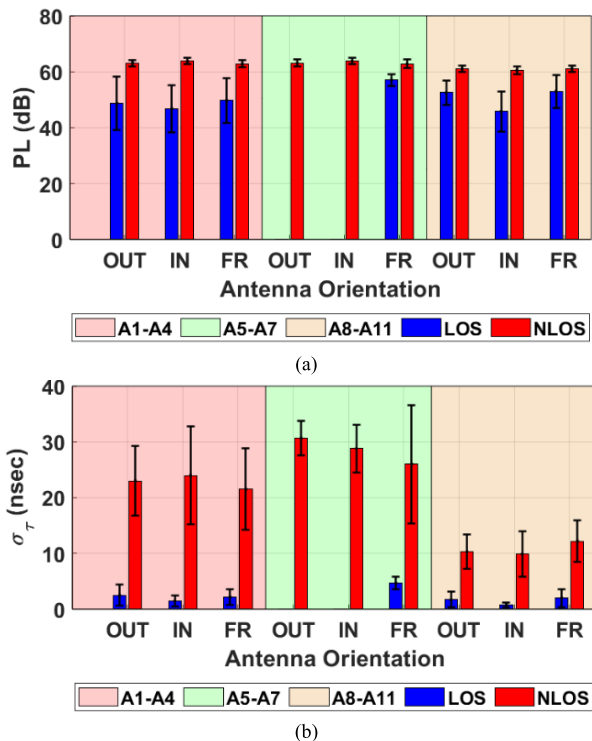 80
60
40
20
0
PL (dB)
OUT IN FR OUT IN FR OUT IN FR
Antenna Orientation
A1-A4 A5-A7 A8-A11 LOS NLOS
(a)
40
30
20
10
0
σ_τ (nsec)
OUT IN FR OUT IN FR OUT IN FR
Antenna Orientation
A1-A4 A5-A7 A8-A11 LOS NLOS
(b)